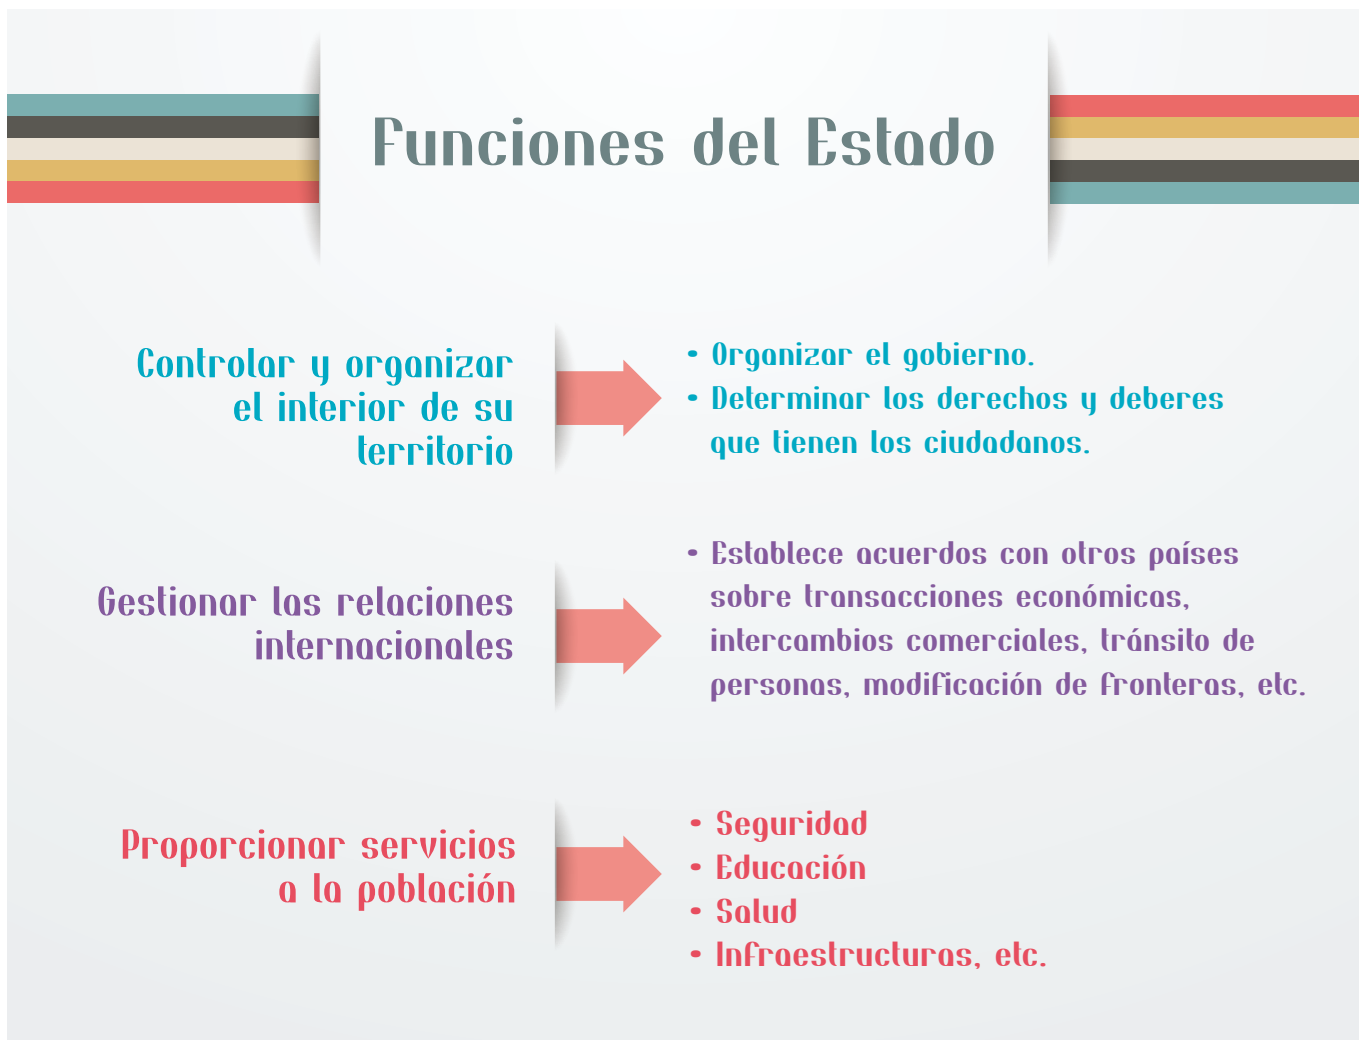 Funciones del Estado
Controlar y organizar
el interior de su
territorio
• Organizar el gobierno.
• Determinar los derechos y deberes
que tienen los ciudadanos.
Gestionar las relaciones
internacionales
• Establece acuerdos con otros países
sobre transacciones económicas,
intercambios comerciales, tránsito de
personas, modificación de fronteras, etc.
Proporcionar servicios
a la población
• Seguridad
• Educación
• Salud
• Infraestructuras, etc.